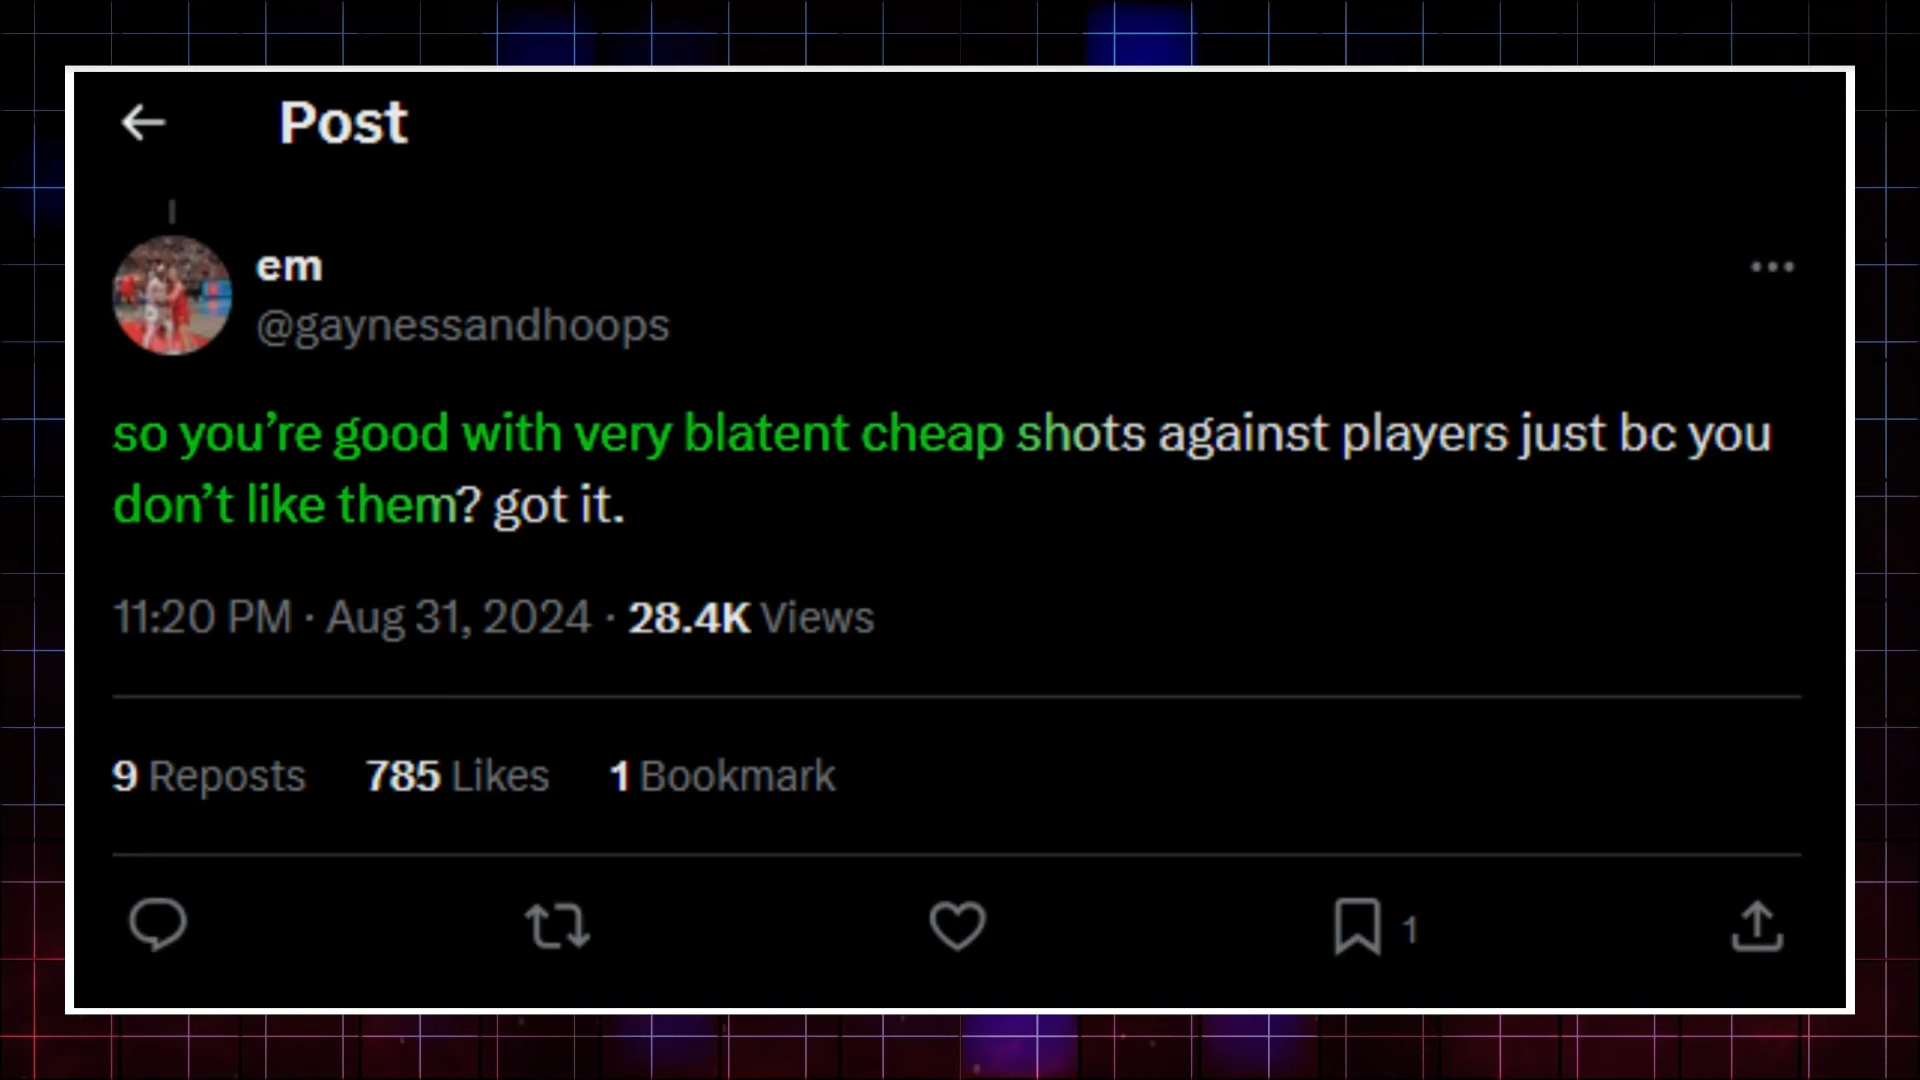 Post
em
@gaynessandhoops
so you’re good with very blatent cheap shots against players just bc you
don’t like them? got it.
11:20 PM · Aug 31, 2024 · 28.4K Views
9 Reposts 785 Likes 1 Bookmark
1